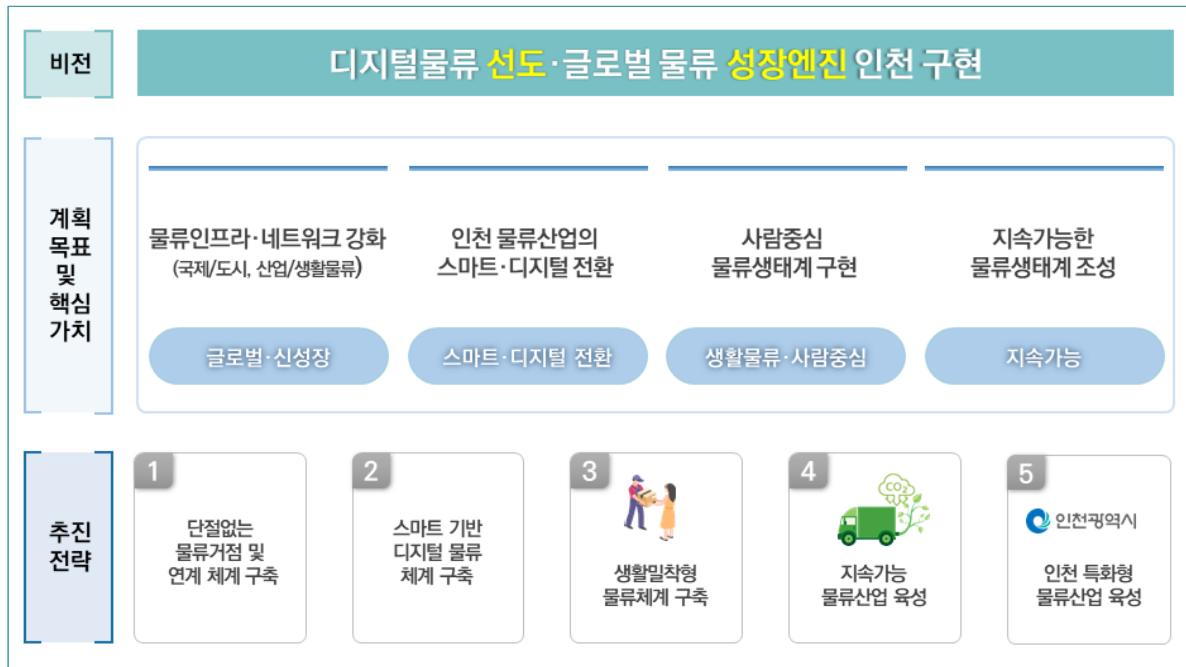 비전
디지털물류 선도·글로벌 물류 성장엔진 인천 구현
계획
목표
및
핵심
가치
물류인프라·네트워크 강화
(국제/도시, 산업/생활물류)
글로벌·신성장
인천 물류산업의
스마트·디지털 전환
스마트·디지털 전환
사람중심
물류생태계 구현
생활물류·사람중심
지속가능한
물류생태계 조성
지속가능
추진
전략
1
단절없는
물류거점 및
연계 체계 구축
2
스마트 기반
디지털 물류
체계 구축
3
생활밀착형
물류체계 구축
4
CO2
지속가능
물류산업 육성
5
인천광역시
인천 특화형
물류산업 육성